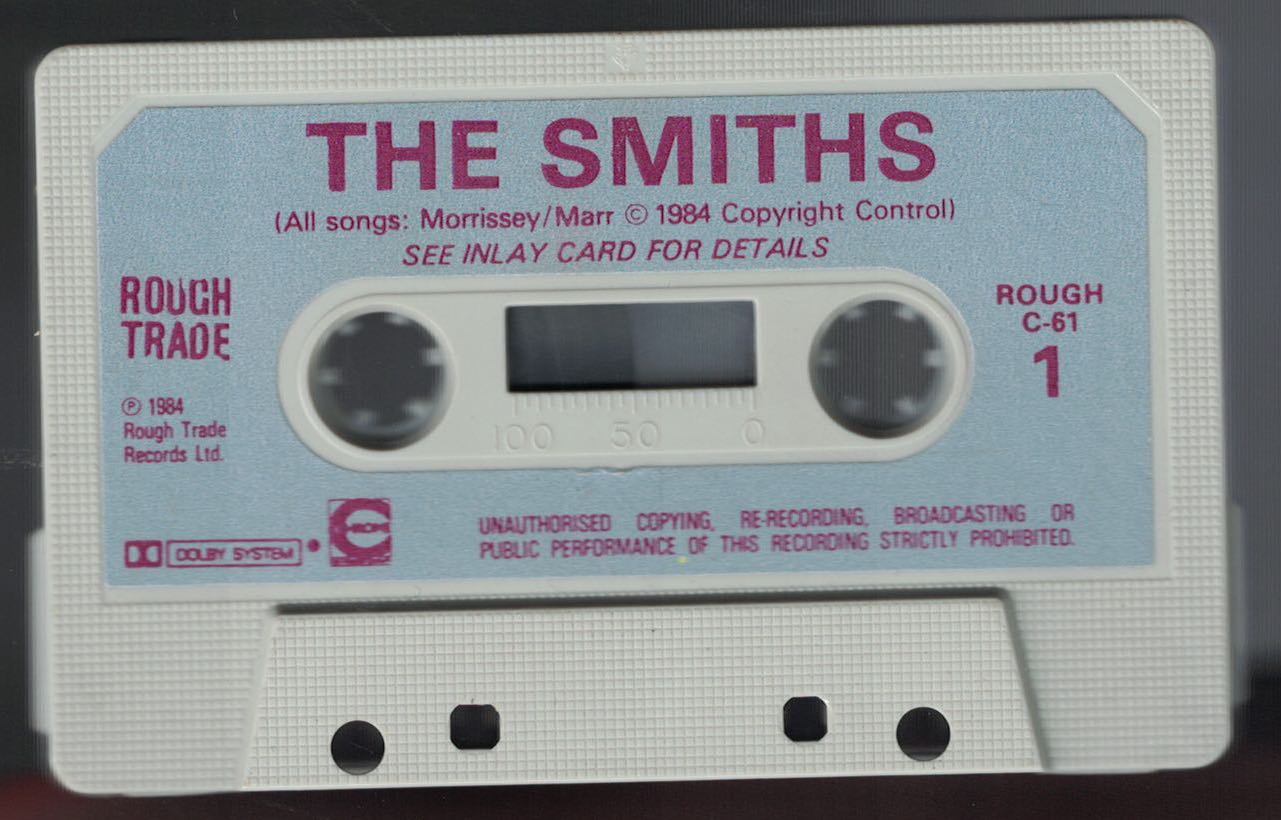 THE SMITHS
(All songs: Morrissey/Marr © 1984 Copyright Control)
SEE INLAY CARD FOR DETAILS
ROUGH
TRADE
℗ 1984
Rough Trade
Records Ltd.
ROUGH
C-61
1
100 50 0
DOLBY SYSTEM
UNAUTHORISED COPYING, RE-RECORDING, BROADCASTING OR
PUBLIC PERFORMANCE OF THIS RECORDING STRICTLY PROHIBITED.